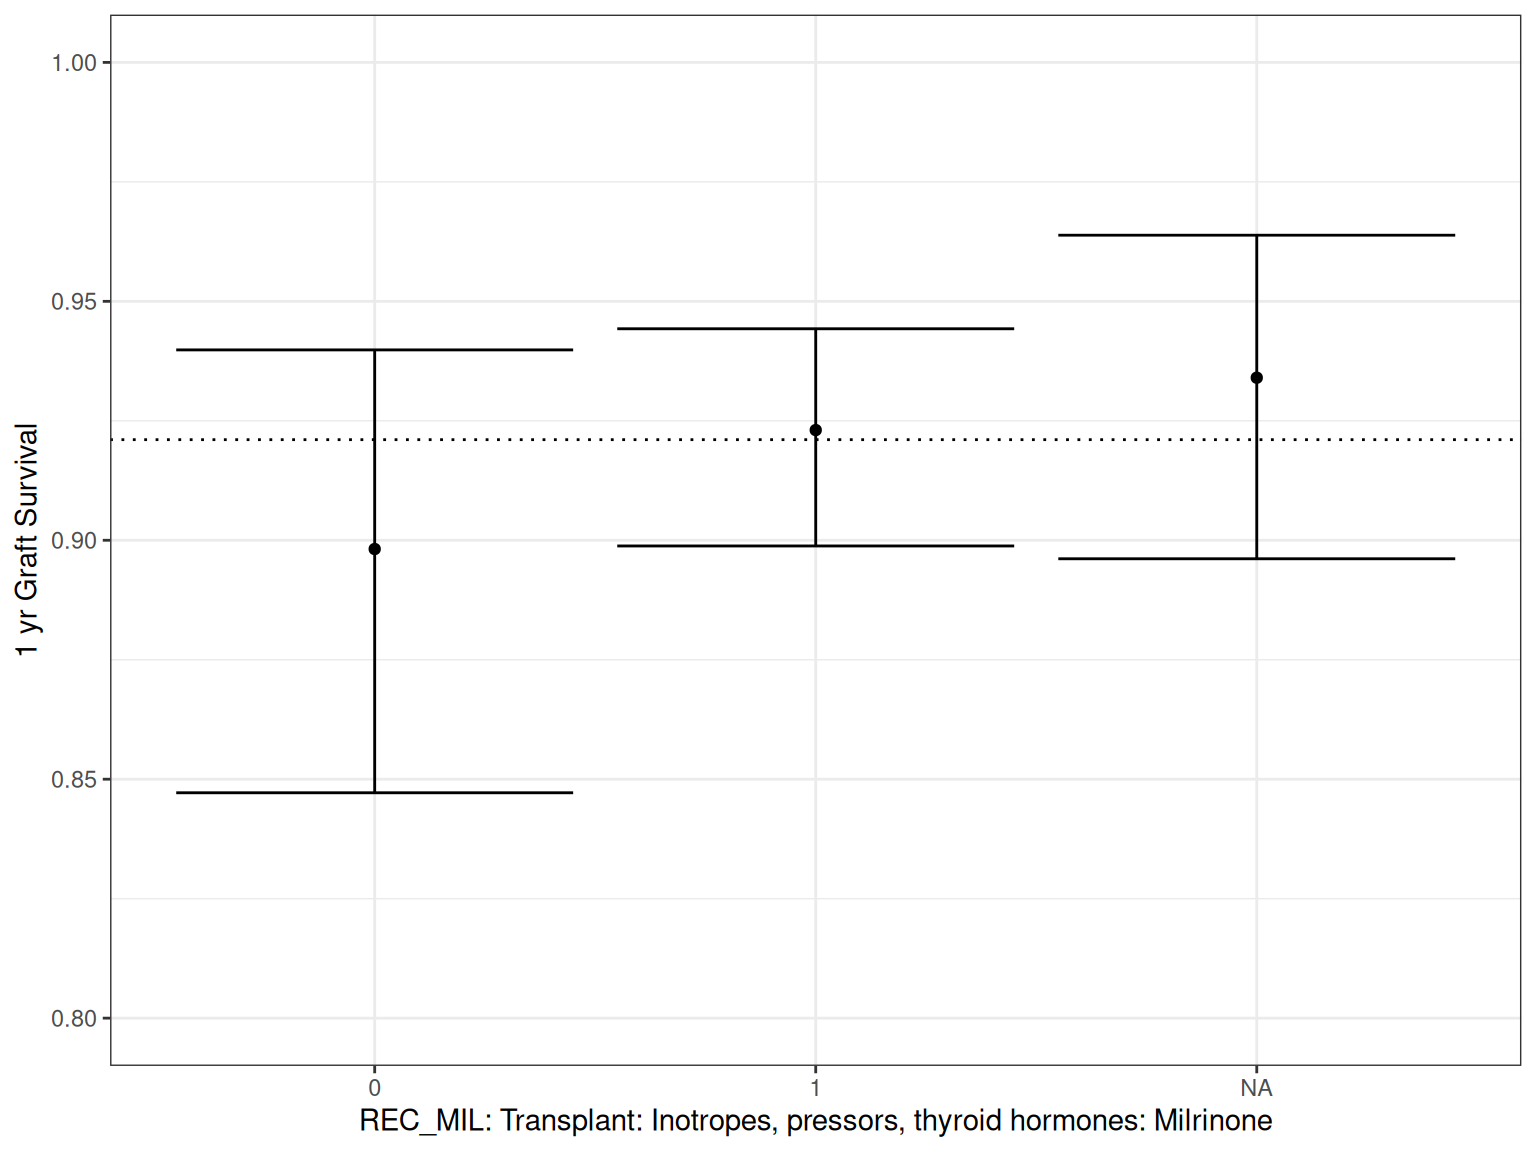 1.00
0.95
0.90
0.85
0.80
1 yr Graft Survival
0
1
NA
REC_MIL: Transplant: Inotropes, pressors, thyroid hormones: Milrinone